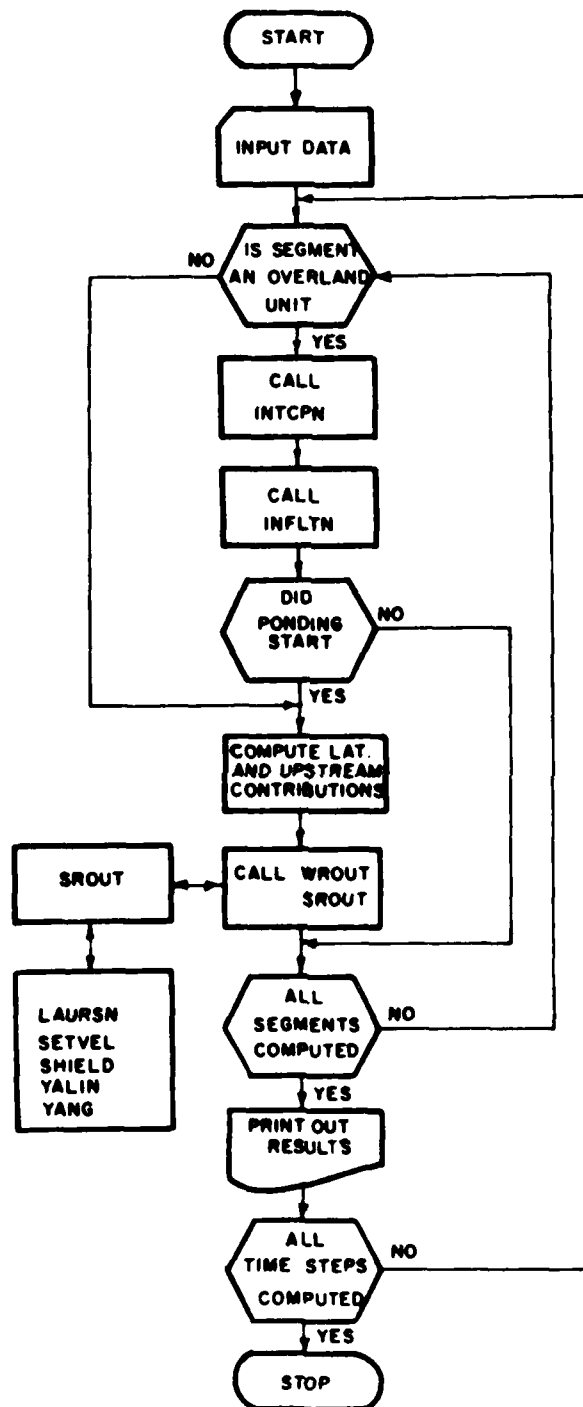 START
INPUT DATA
IS SEGMENT
AN OVERLAND
UNIT
NO
YES
CALL
INTCPN
CALL
INFLTN
DID
PONDING
START
NO
YES
COMPUTE LAT.
AND UPSTREAM
CONTRIBUTIONS
CALL WROUT
SROUT
SROUT
LAURSN
SETVEL
SHIELD
YALIN
YANG
ALL
SEGMENTS
COMPUTED
NO
YES
PRINT OUT
RESULTS
ALL
TIME STEPS
COMPUTED
NO
YES
STOP